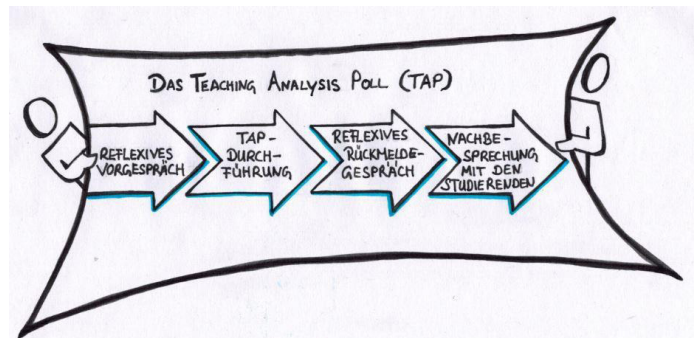 DAS TEACHING ANALYSIS POLL (TAP)
REFLEXIVES
VORGESPRÄCH
TAP-
DURCH-
FÜHRUNG
REFLEXIVES
RÜCKMELDE-
GESPRÄCH
NACHBE-
SPRECHUNG
MIT DEN
STUDIERENDEN